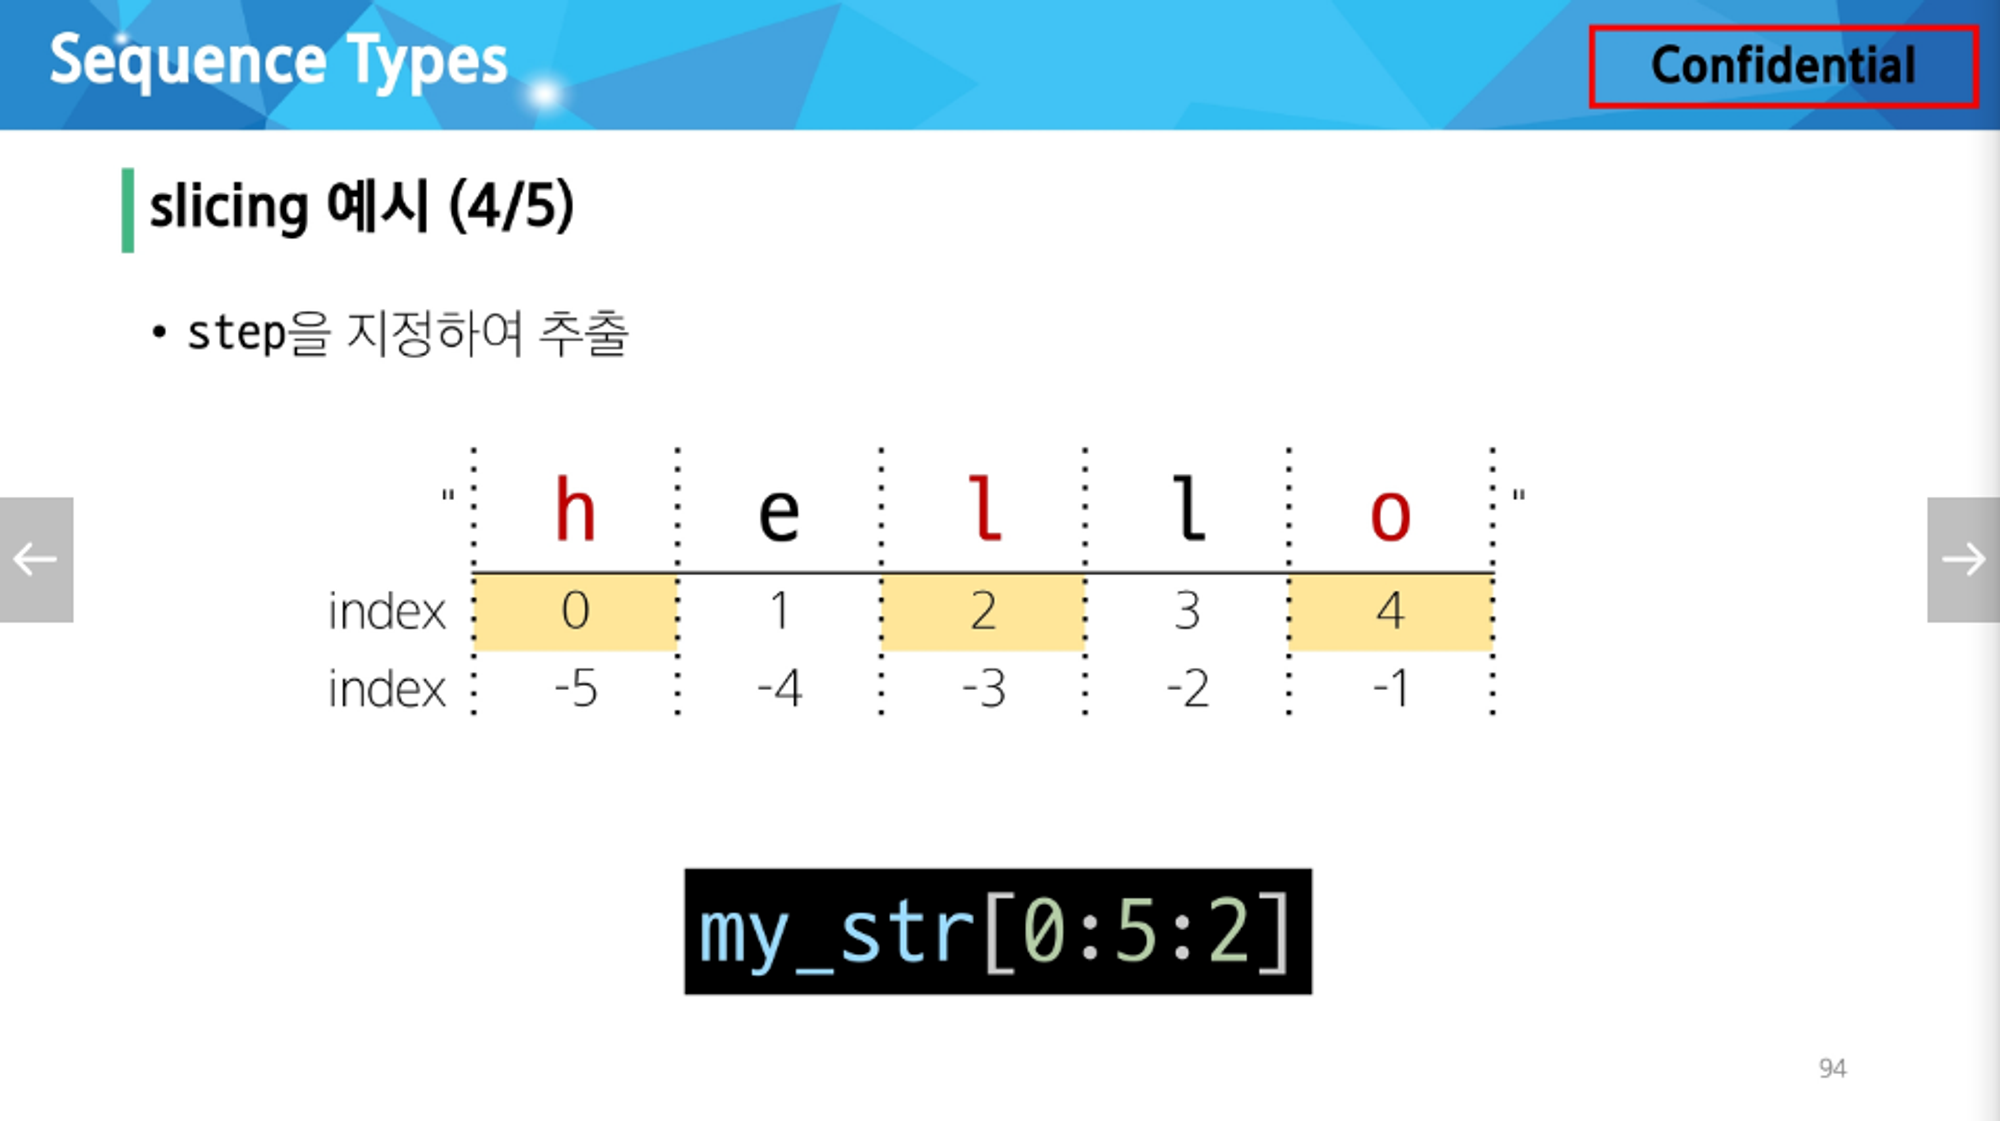 Sequence Types
Confidential
slicing 예시 (4/5)
• step을 지정하여 추출
" h e l l o "
index 0 1 2 3 4
index -5 -4 -3 -2 -1
my_str[0:5:2]
94